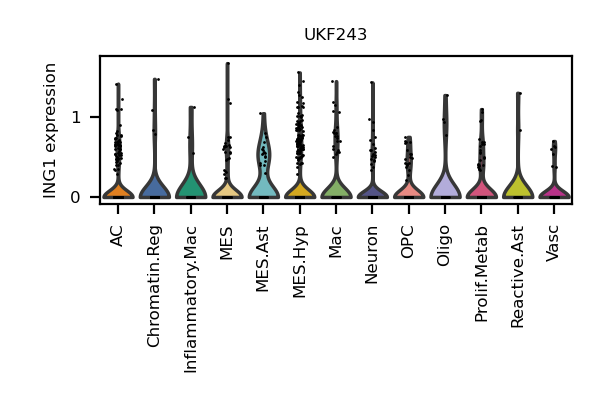 UKF243
ING1 expression
1
0
AC
Chromatin.Reg
Inflammatory.Mac
MES
MES.Ast
MES.Hyp
Mac
Neuron
OPC
Oligo
Prolif.Metab
Reactive.Ast
Vasc